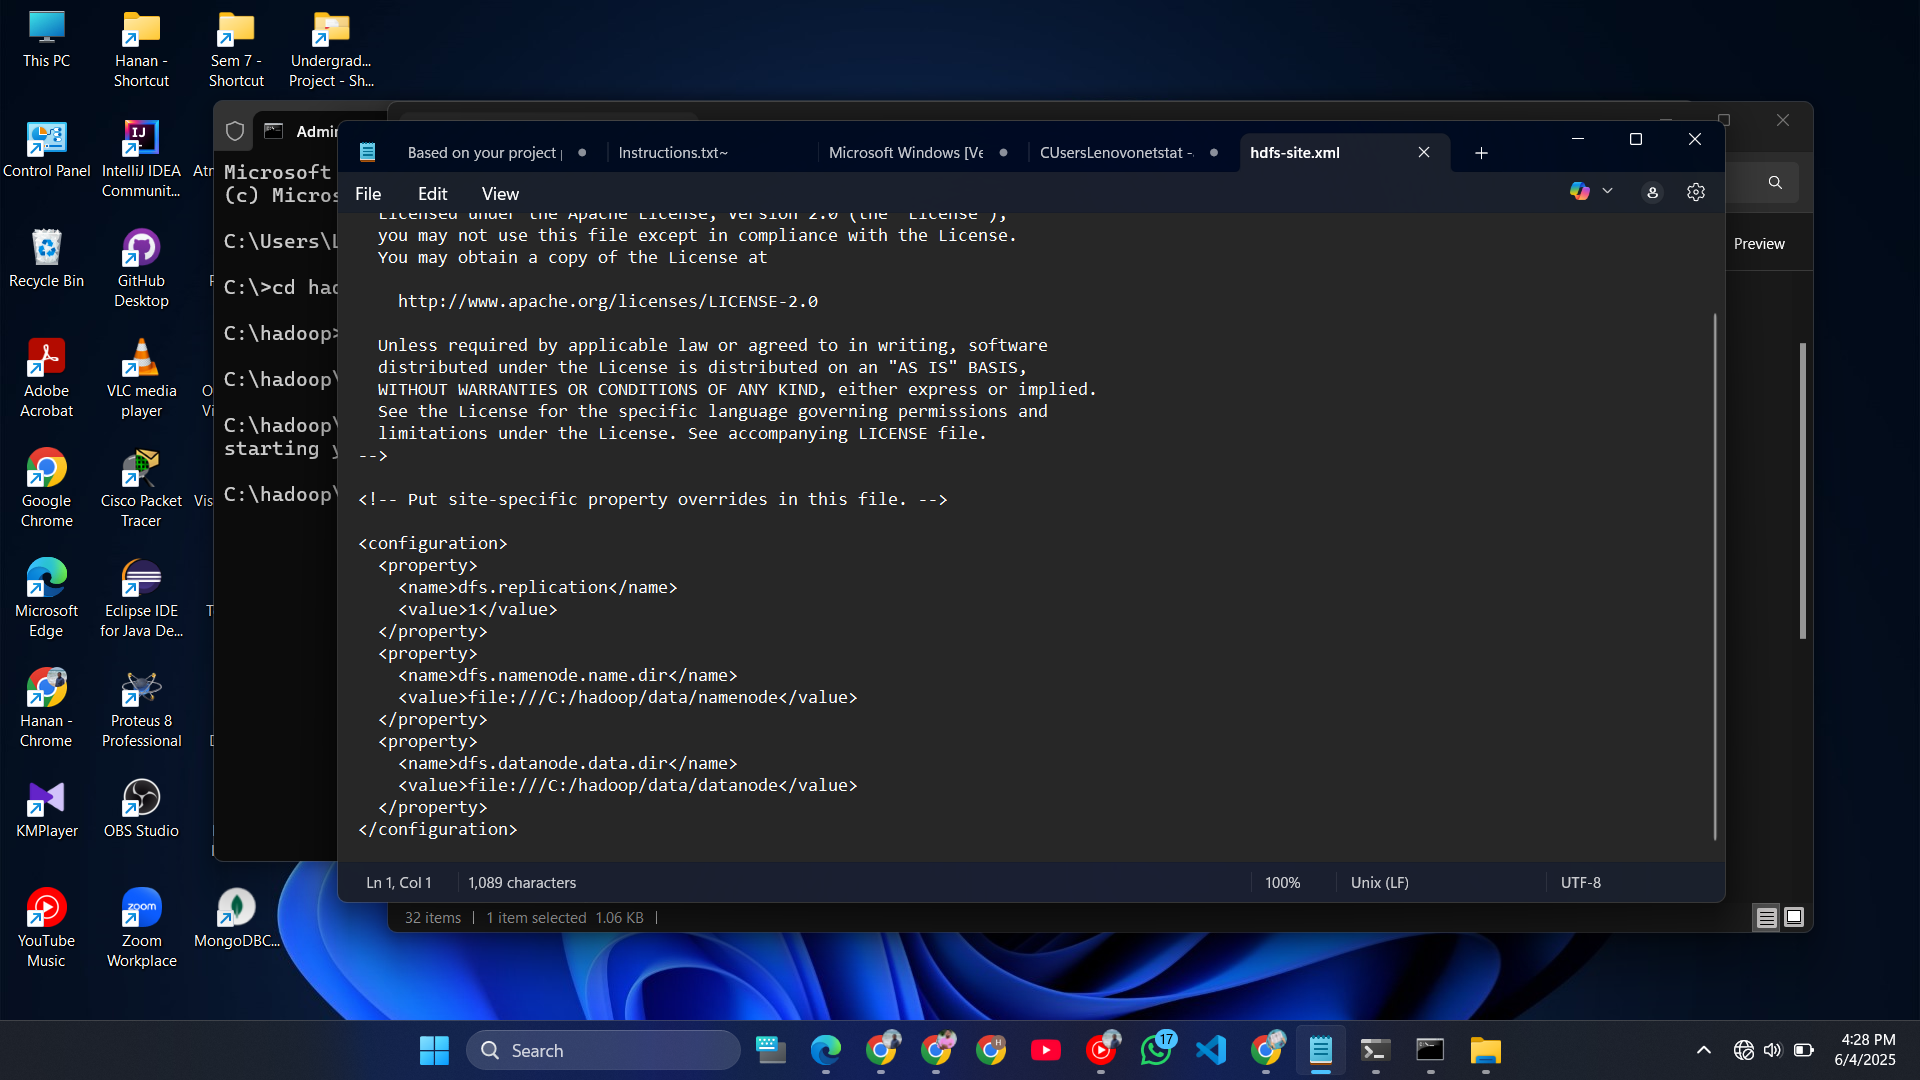 This PC
Hanan -
Shortcut
Sem 7 -
Shortcut
Undergrad...
Project - Sh...
Control Panel
IntelliJ IDEA
Communit...
Recycle Bin
GitHub
Desktop
Adobe
Acrobat
VLC media
player
Google
Chrome
Cisco Packet
Tracer
Microsoft
Edge
Eclipse IDE
for Java De...
Hanan -
Chrome
Proteus 8
Professional
KMPlayer
OBS Studio
YouTube
Music
Zoom
Workplace
MongoDBC...
Microsoft
C:\Users\
C:\>cd
C:\hadoop>
C:\hadoop\
C:\hadoop\
starting
C:\hadoop\
Based on your project
Instructions.txt~
Microsoft Windows [Ve
CUsersLenovonetstat -
hdfs-site.xml
File
Edit
View
Licensed under the Apache License, Version 2.0 (the "License");
you may not use this file except in compliance with the License.
You may obtain a copy of the License at
http://www.apache.org/licenses/LICENSE-2.0
Unless required by applicable law or agreed to in writing, software
distributed under the License is distributed on an "AS IS" BASIS,
WITHOUT WARRANTIES OR CONDITIONS OF ANY KIND, either express or implied.
See the License for the specific language governing permissions and
limitations under the License. See accompanying LICENSE file.
-->
<!-- Put site-specific property overrides in this file. -->
<configuration>
<property>
<name>dfs.replication</name>
<value>1</value>
</property>
<property>
<name>dfs.namenode.name.dir</name>
<value>file:///C:/hadoop/data/namenode</value>
</property>
<property>
<name>dfs.datanode.data.dir</name>
<value>file:///C:/hadoop/data/datanode</value>
</property>
</configuration>
Ln 1, Col 1
1,089 characters
100%
Unix (LF)
UTF-8
Preview
32 items
1 item selected 1.06 KB
Search
17
4:28 PM
6/4/2025